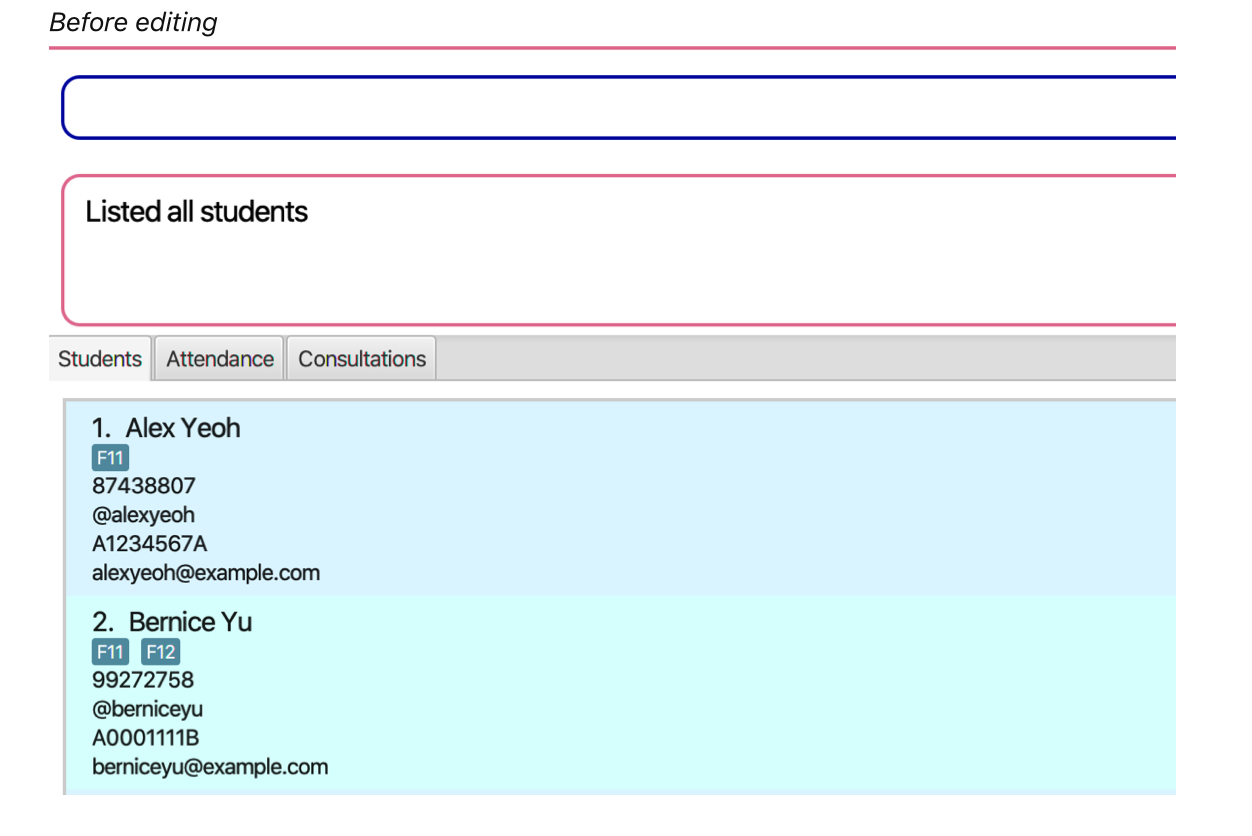 Before editing
Listed all students
Students Attendance Consultations
1. Alex Yeoh
F11
87438807
@alexyeoh
A1234567A
alexyeoh@example.com
2. Bernice Yu
F11 F12
99272758
@berniceyu
A0001111B
berniceyu@example.com